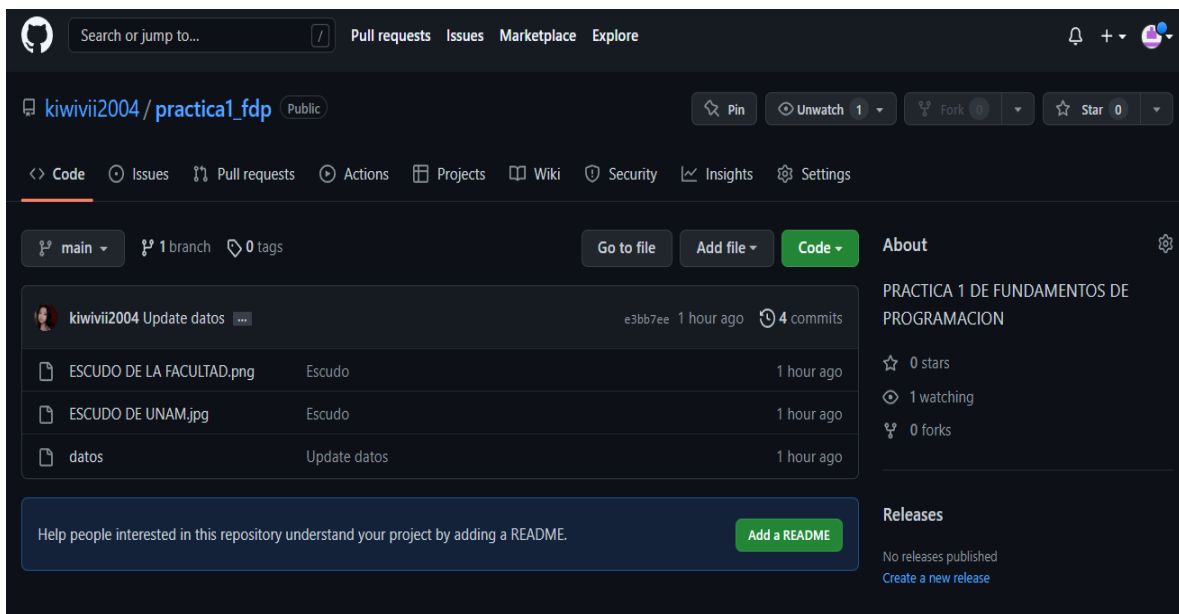 Search or jump to... / Pull requests Issues Marketplace Explore
kiwivii2004 / practica1_fdp Public Pin Unwatch 1 Fork 0 Star 0
<> Code Issues Pull requests Actions Projects Wiki Security Insights Settings
main 1 branch 0 tags Go to file Add file Code
kiwivii2004 Update datos ... e3bb7ee 1 hour ago 4 commits
ESCUDO DE LA FACULTAD.png Escudo 1 hour ago
ESCUDO DE UNAM.jpg Escudo 1 hour ago
datos Update datos 1 hour ago
Help people interested in this repository understand your project by adding a README. Add a README
About
PRACTICA 1 DE FUNDAMENTOS DE
PROGRAMACION
0 stars
1 watching
0 forks
Releases
No releases published
Create a new release